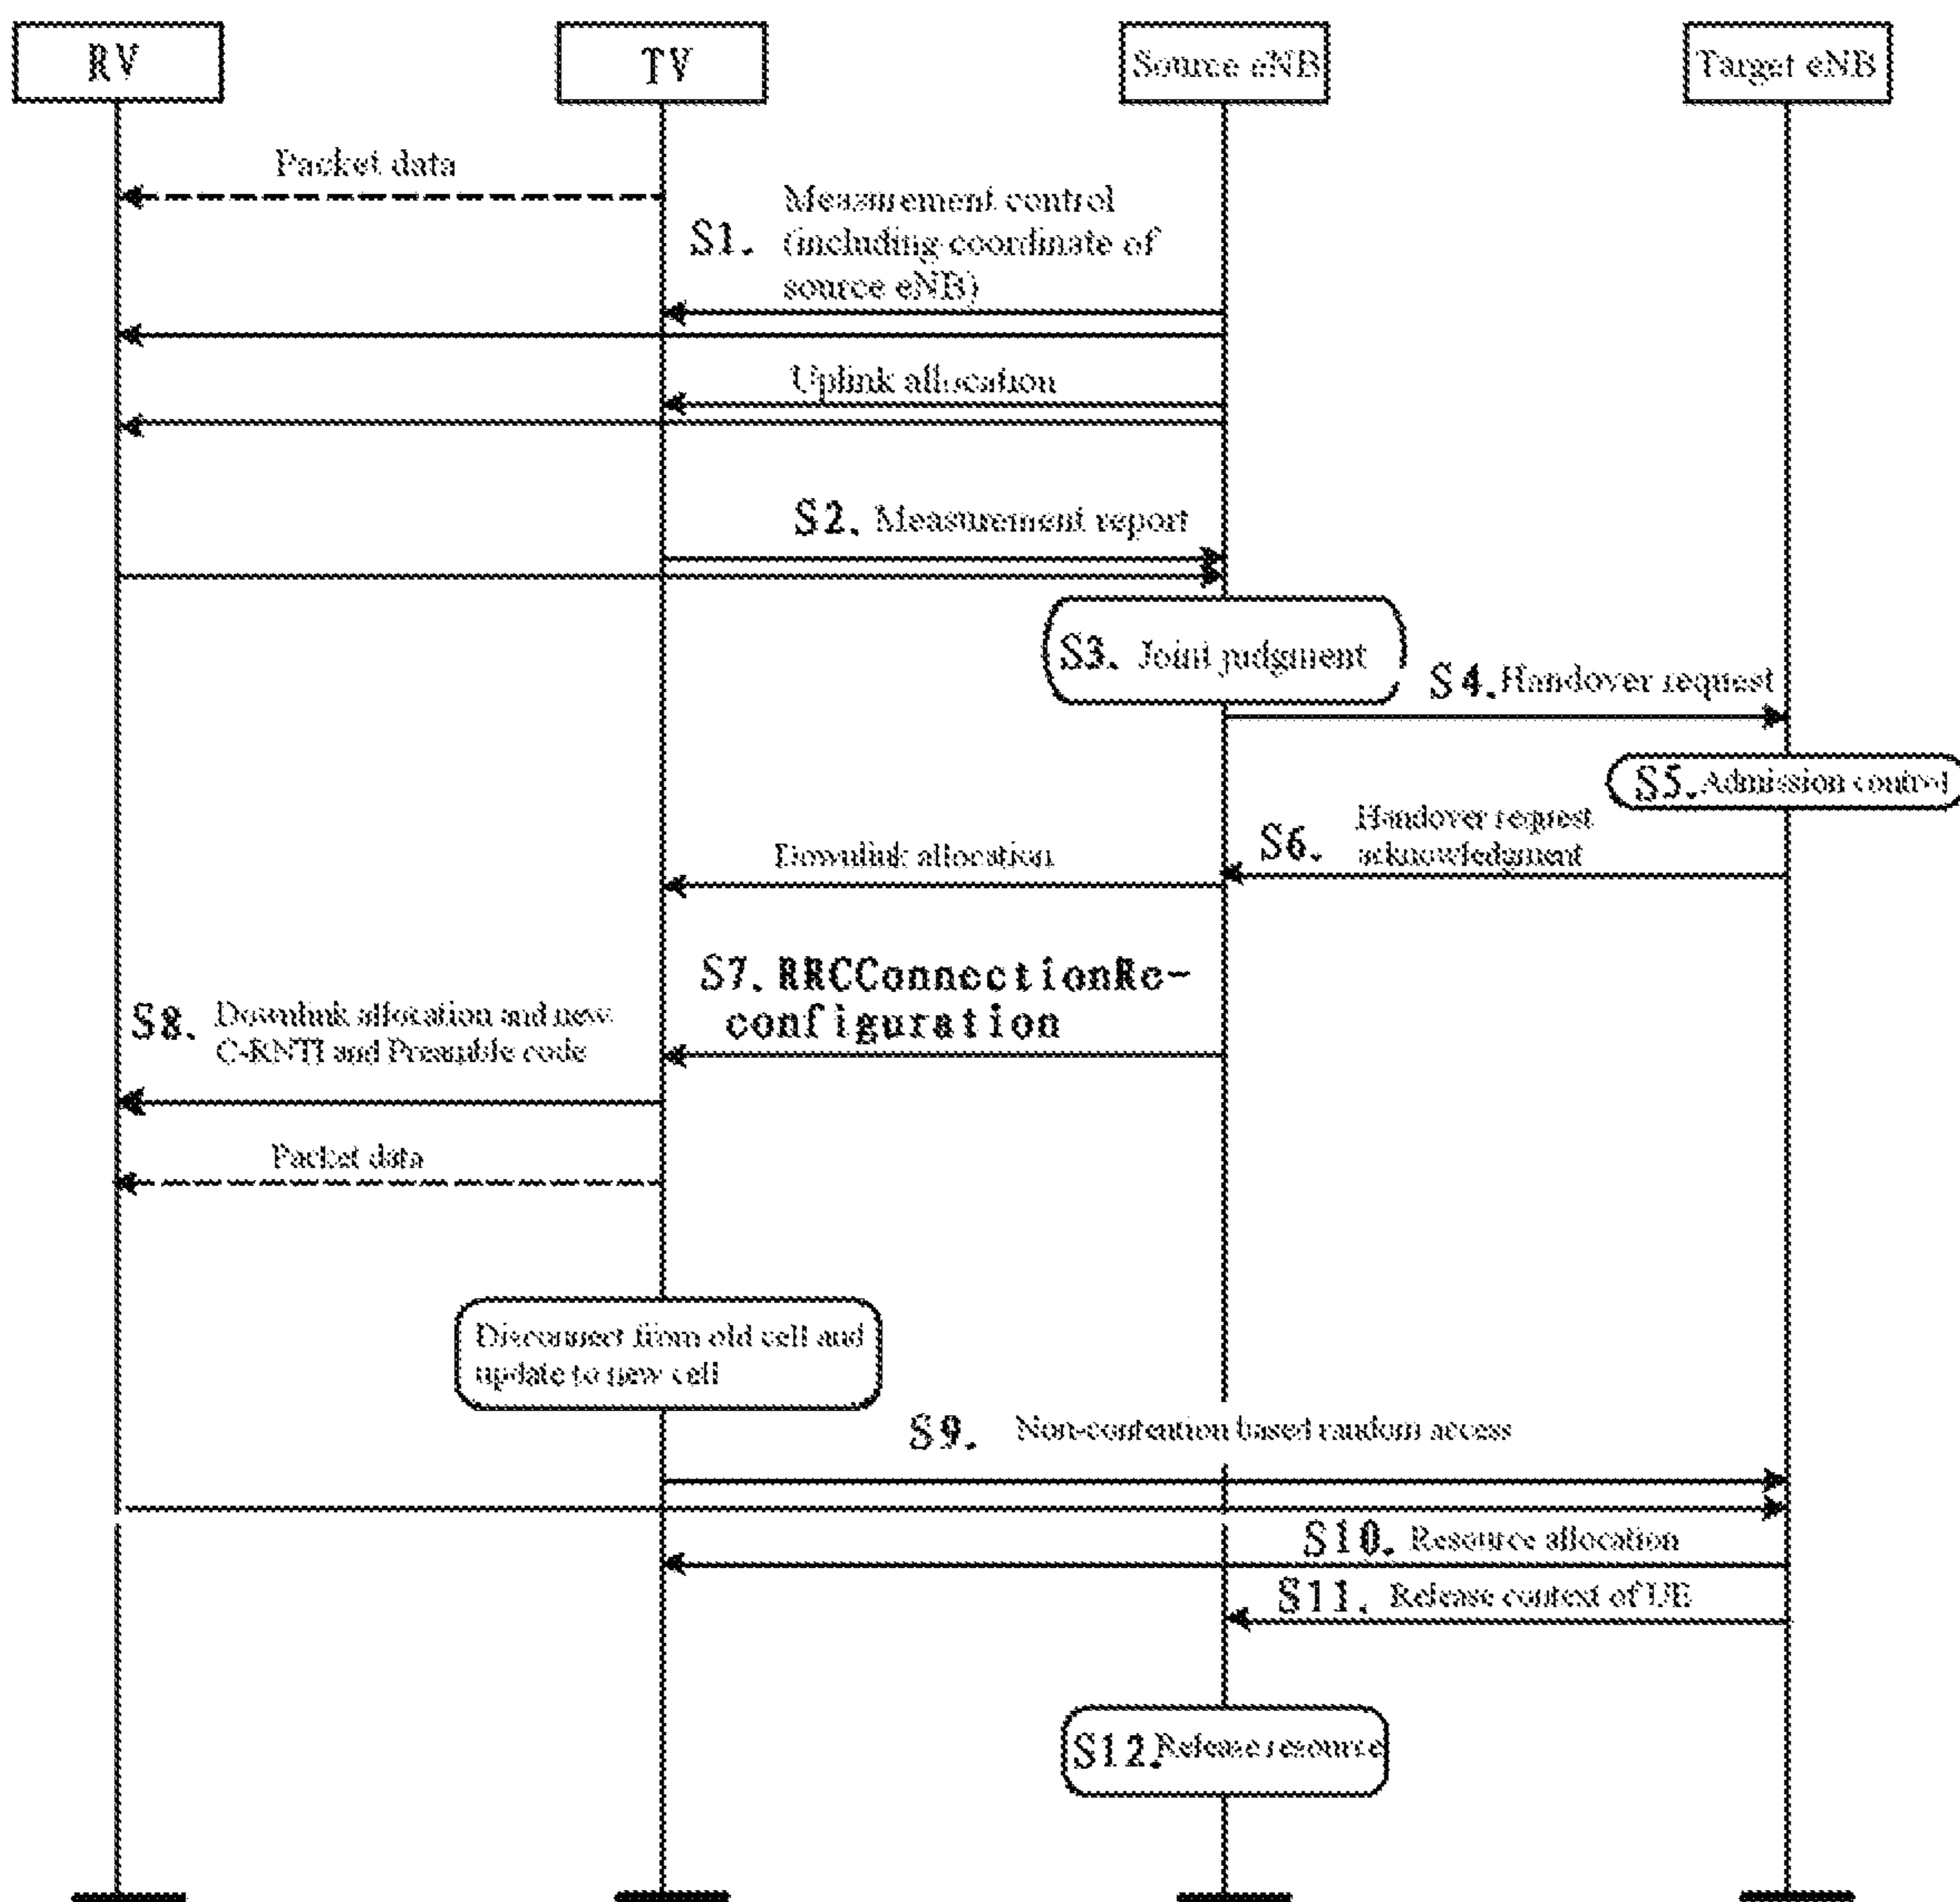 RV
TV
Source eNB
Target eNB
Packet data
S1. Measurement control
(including coordinate of
source eNB)
Uplink allocation
S2. Measurement report
S3. Joint judgment
S4. Handover request
S5. Admission control
S6. Handover request
acknowledgment
Downlink allocation
S7. RRCConnectionRe-
configuration
S8. Downlink allocation and new
C-RNTI and Preamble code
Packet data
Disconnect from old cell and
update to new cell
S9. Non-contention based random access
S10. Resource allocation
S11. Release context of UE
S12. Release resource